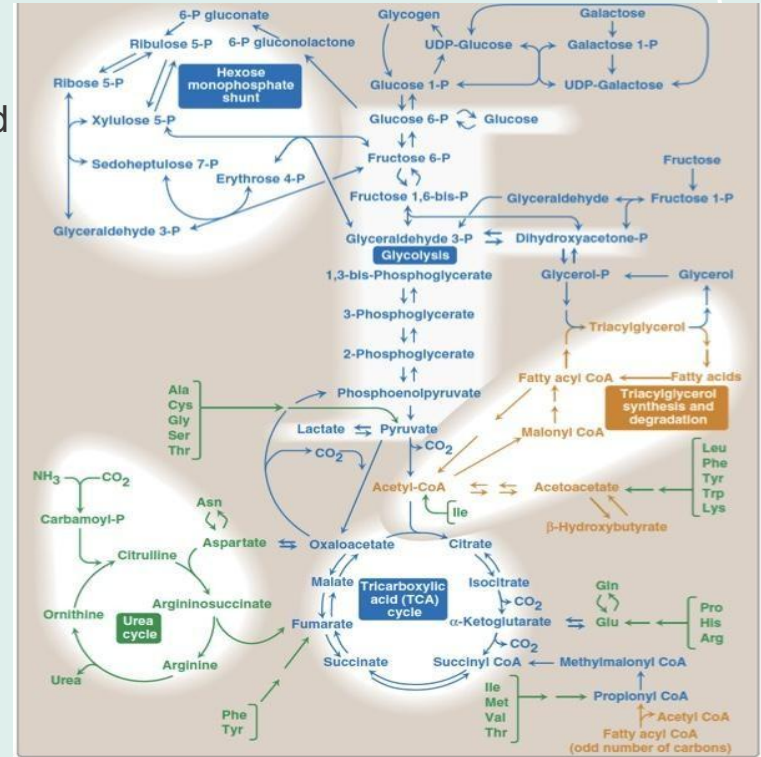 d
6-P gluconate
Glycogen
Galactose
Ribulose 5-P
6-P gluconolactone
UDP-Glucose
Galactose 1-P
Ribose 5-P
Hexose
monophosphate
shunt
Glucose 1-P
UDP-Galactose
Xylulose 5-P
Glucose 6-P
Glucose
Sedoheptulose 7-P
Fructose 6-P
Erythrose 4-P
Fructose
Fructose 1,6-bis-P
Glyceraldehyde
Fructose 1-P
Glyceraldehyde 3-P
Glyceraldehyde 3-P
Dihydroxyacetone-P
Glycolysis
1,3-bis-Phosphoglycerate
Glycerol-P
Glycerol
3-Phosphoglycerate
Triacylglycerol
2-Phosphoglycerate
Fatty acyl CoA
Fatty acids
Phosphoenolpyruvate
Triacylglycerol
synthesis and
degradation
Ala
Cys
Gly
Ser
Thr
Lactate
Pyruvate
Malonyl CoA
CO2
CO2
Leu
Phe
Tyr
Trp
Lys
NH3
CO2
Acetyl-CoA
Acetoacetate
Ile
β-Hydroxybutyrate
Carbamoyl-P
Asn
Citrulline
Aspartate
Oxaloacetate
Citrate
Malate
Tricarboxylic
acid (TCA)
cycle
Isocitrate
CO2
Gln
Ornithine
Urea
cycle
Argininosuccinate
Fumarate
α-Ketoglutarate
Glu
Pro
His
Arg
CO2
Arginine
Urea
Succinate
Succinyl CoA
Methylmalonyl CoA
Phe
Tyr
Ile
Met
Val
Thr
Propionyl CoA
Acetyl CoA
Fatty acyl CoA
(odd number of carbons)